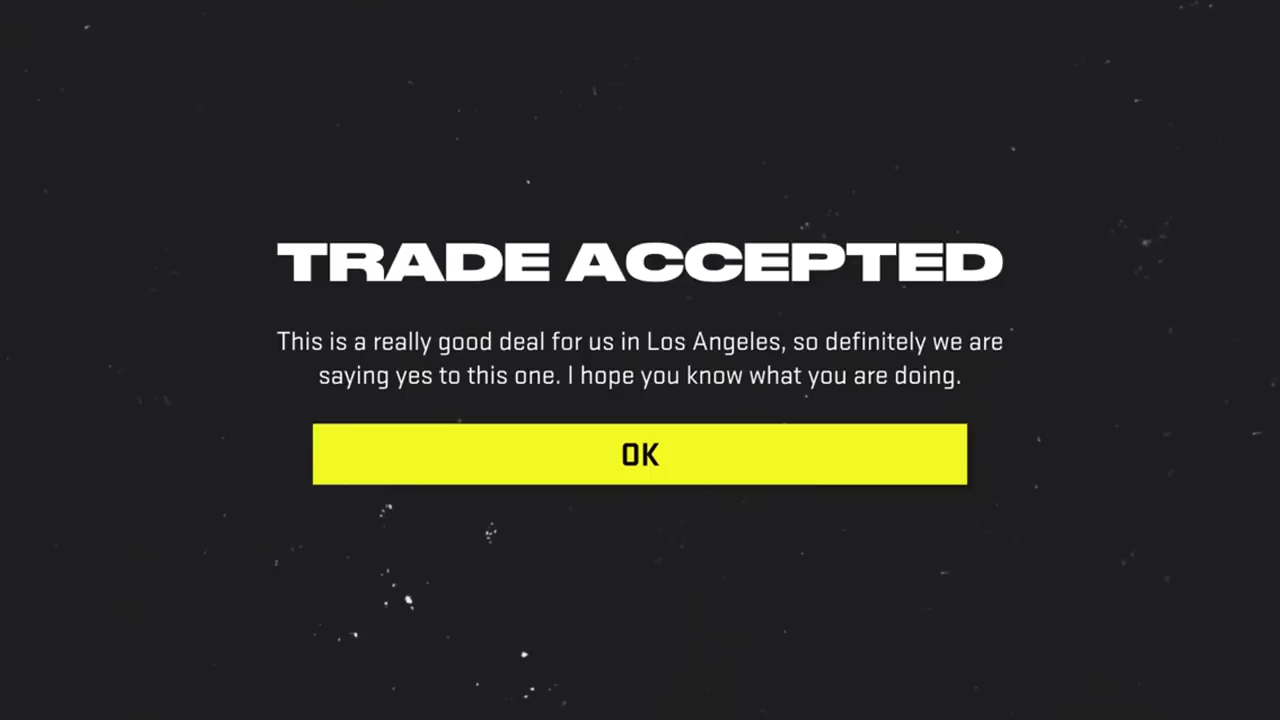 TRADE ACCEPTED
This is a really good deal for us in Los Angeles, so definitely we are
saying yes to this one. I hope you know what you are doing.
OK